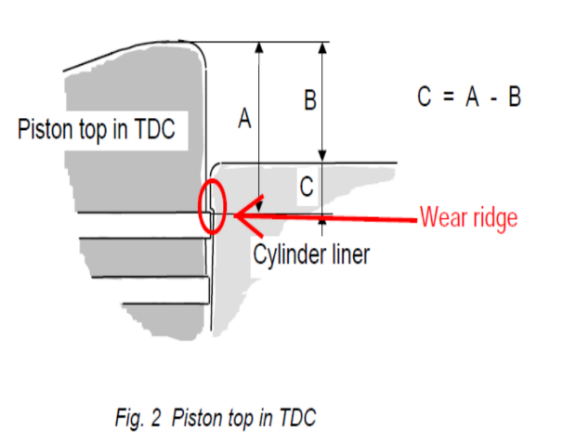 B
C = A - B
A
Piston top in TDC
C
Wear ridge
Cylinder liner
Fig. 2 Piston top in TDC